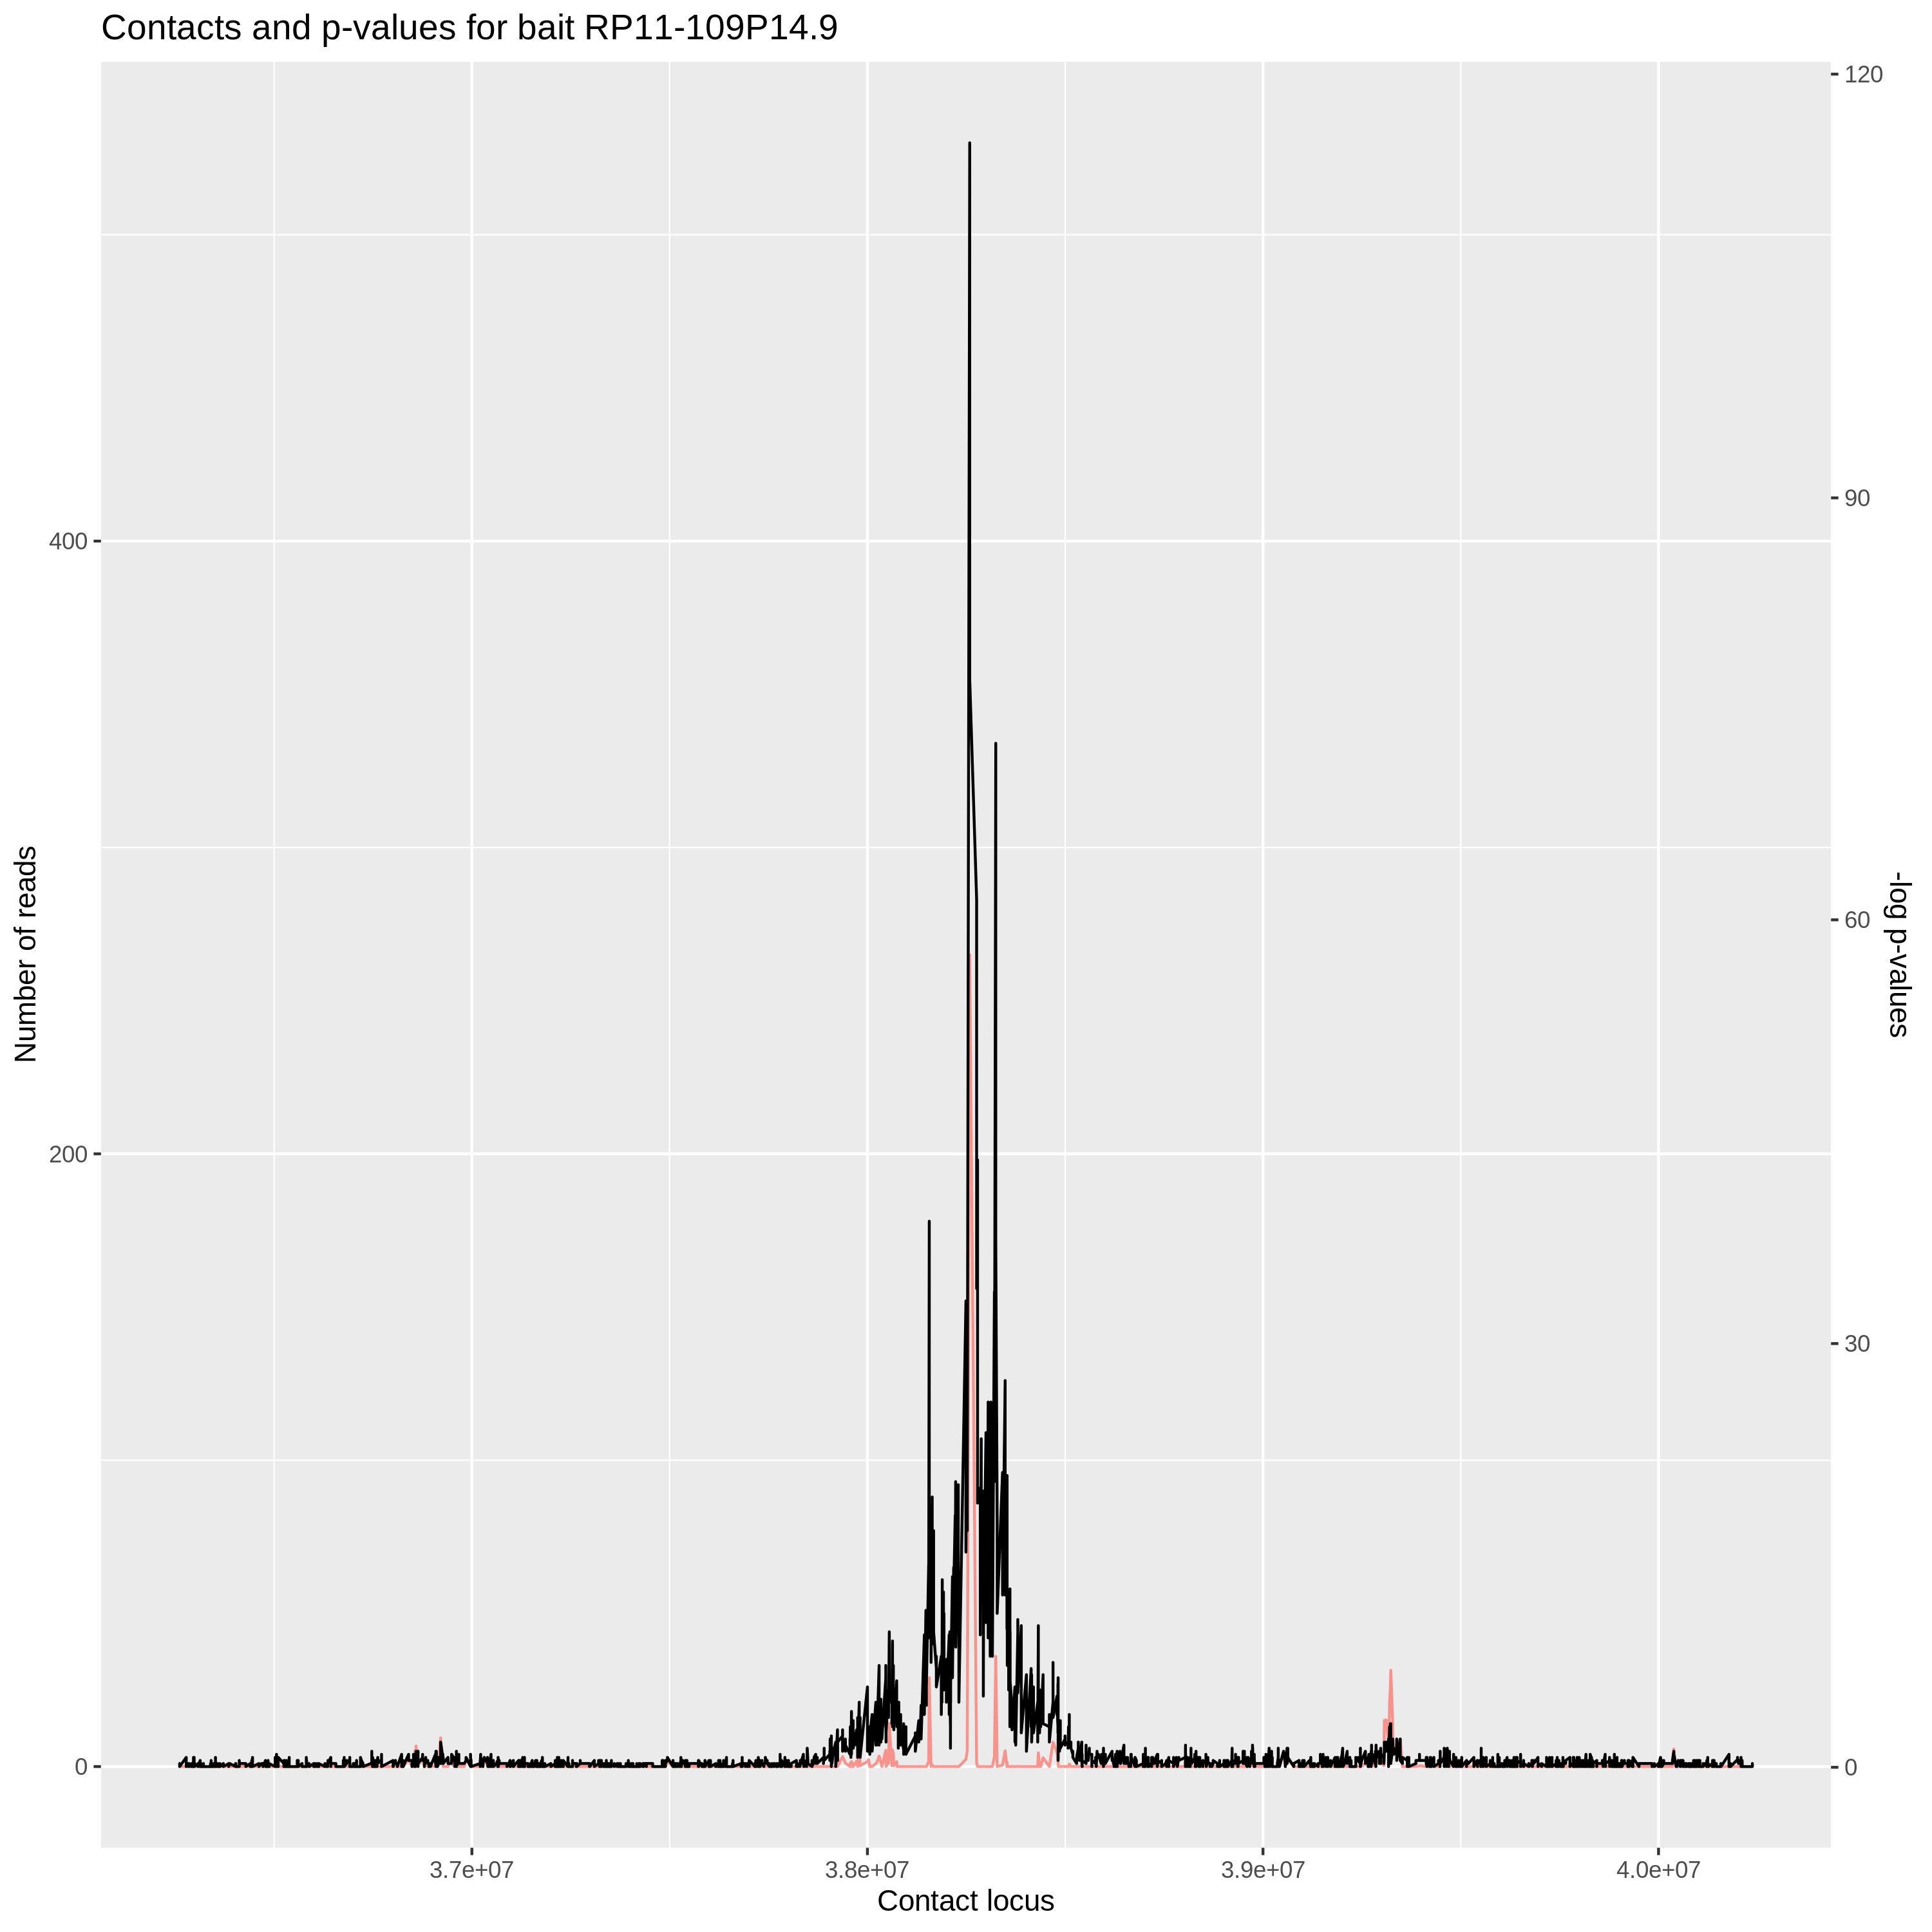 Contacts and p-values for bait RP11-109P14.9
120
90
400
60
Number of reads
-log p-values
200
30
0
0
3.7e+07
3.8e+07
3.9e+07
4.0e+07
Contact locus